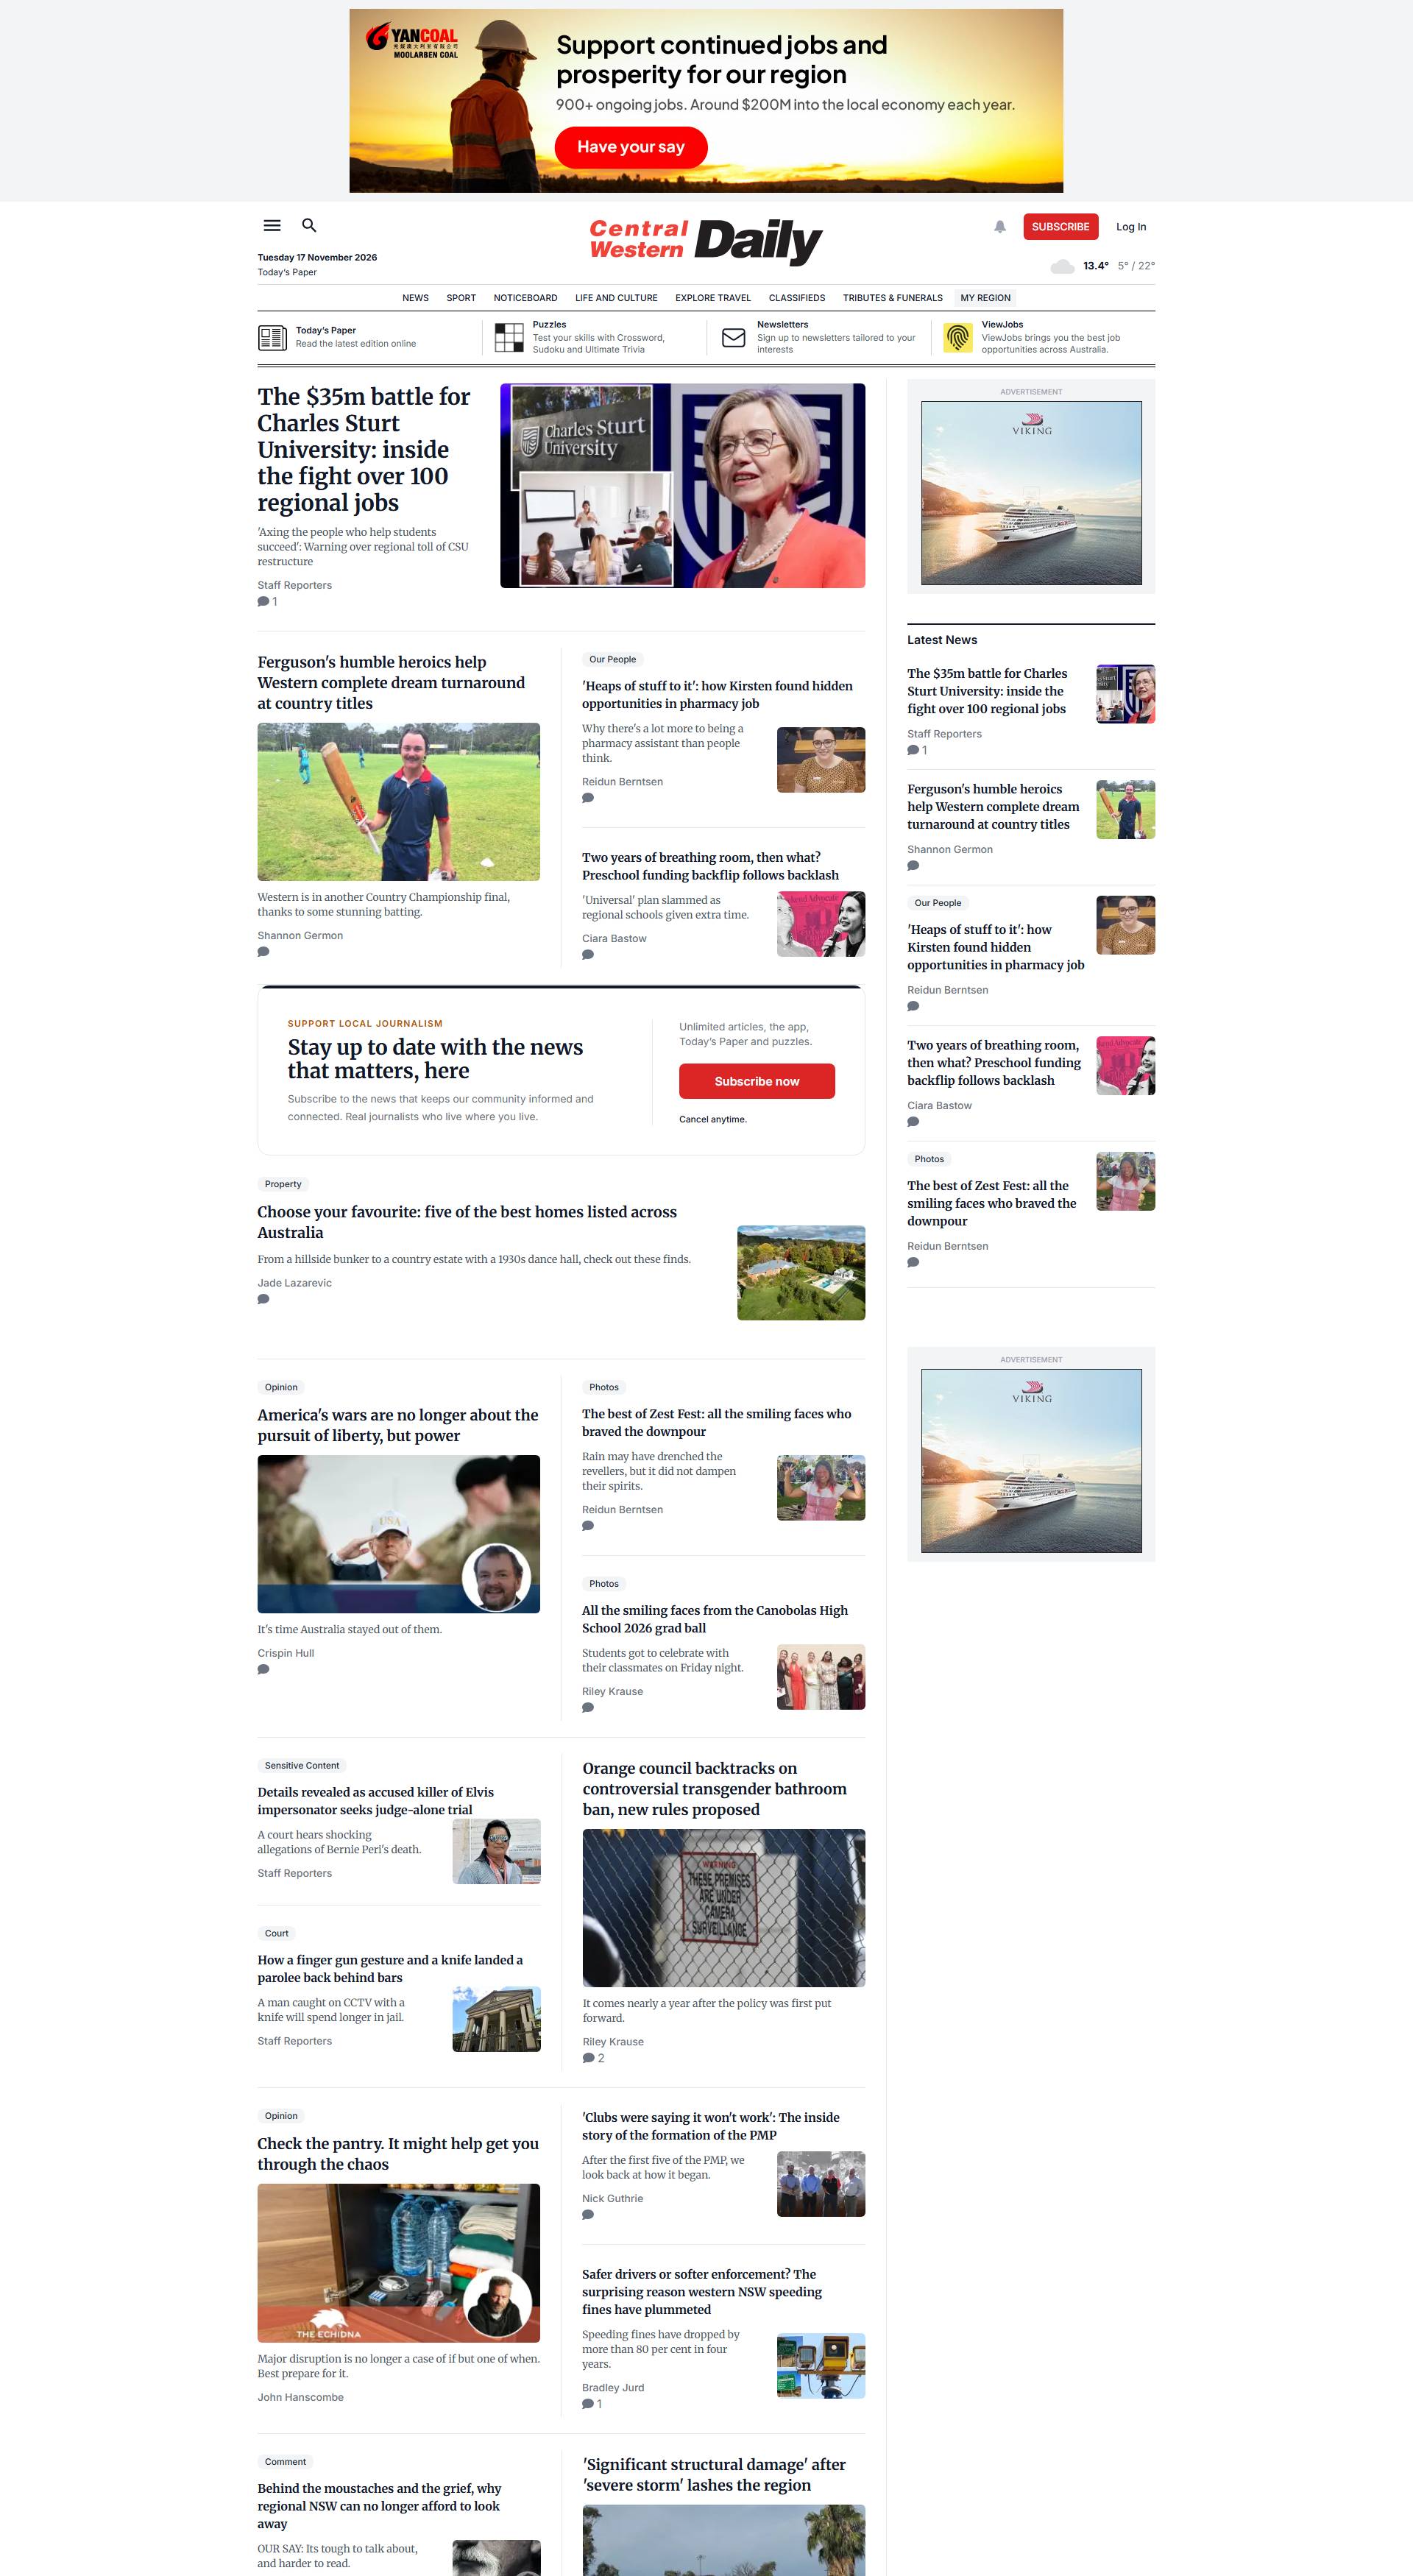 YANCOAL
MOOLARBEN COAL
Support continued jobs and
prosperity for our region
900+ ongoing jobs. Around $200M into the local economy each year.
Have your say
Central
Western
Daily
SUBSCRIBE
Log In
Tuesday 17 November 2026
Today's Paper
13.4°
5° / 22°
NEWS
SPORT
NOTICEBOARD
LIFE AND CULTURE
EXPLORE TRAVEL
CLASSIFIEDS
TRIBUTES & FUNERALS
MY REGION
Today's Paper
Read the latest edition online
Puzzles
Test your skills with Crossword,
Sudoku and Ultimate Trivia
Newsletters
Sign up to newsletters tailored to your
interests
ViewJobs
ViewJobs brings you the best job
opportunities across Australia.
The $35m battle for
Charles Sturt
University: inside
the fight over 100
regional jobs
'Axing the people who help students
succeed': Warning over regional toll of CSU
restructure
Staff Reporters
1
Charles Sturt
University
Ferguson's humble heroics help
Western complete dream turnaround
at country titles
Western is in another Country Championship final,
thanks to some stunning batting.
Shannon Germon
Our People
'Heaps of stuff to it': how Kirsten found hidden
opportunities in pharmacy job
Why there's a lot more to being a
pharmacy assistant than people
think.
Reidun Berntsen
Two years of breathing room, then what?
Preschool funding backflip follows backlash
'Universal' plan slammed as
regional schools given extra time.
Ciara Bastow
SUPPORT LOCAL JOURNALISM
Stay up to date with the news
that matters, here
Subscribe to the news that keeps our community informed and
connected. Real journalists who live where you live.
Unlimited articles, the app,
Today's Paper and puzzles.
Subscribe now
Cancel anytime.
Property
Choose your favourite: five of the best homes listed across
Australia
From a hillside bunker to a country estate with a 1930s dance hall, check out these finds.
Jade Lazarevic
Opinion
America's wars are no longer about the
pursuit of liberty, but power
USA
It's time Australia stayed out of them.
Crispin Hull
Photos
The best of Zest Fest: all the smiling faces who
braved the downpour
Rain may have drenched the
revellers, but it did not dampen
their spirits.
Reidun Berntsen
Photos
All the smiling faces from the Canobolas High
School 2026 grad ball
Students got to celebrate with
their classmates on Friday night.
Riley Krause
Sensitive Content
Details revealed as accused killer of Elvis
impersonator seeks judge-alone trial
A court hears shocking
allegations of Bernie Peri's death.
Staff Reporters
Court
How a finger gun gesture and a knife landed a
parolee back behind bars
A man caught on CCTV with a
knife will spend longer in jail.
Staff Reporters
Orange council backtracks on
controversial transgender bathroom
ban, new rules proposed
WARNING
THESE PREMISES
ARE UNDER
CAMERA
SURVEILLANCE
It comes nearly a year after the policy was first put
forward.
Riley Krause
2
Opinion
Check the pantry. It might help get you
through the chaos
THE ECHIDNA
Major disruption is no longer a case of if but one of when.
Best prepare for it.
John Hanscombe
'Clubs were saying it won't work': The inside
story of the formation of the PMP
After the first five of the PMP, we
look back at how it began.
Nick Guthrie
Safer drivers or softer enforcement? The
surprising reason western NSW speeding
fines have plummeted
Speeding fines have dropped by
more than 80 per cent in four
years.
Bradley Jurd
1
Comment
Behind the moustaches and the grief, why
regional NSW can no longer afford to look
away
OUR SAY: Its tough to talk about,
and harder to read.
'Significant structural damage' after
'severe storm' lashes the region
ADVERTISEMENT
VIKING
Latest News
The $35m battle for Charles
Sturt University: inside the
fight over 100 regional jobs
Staff Reporters
1
Ferguson's humble heroics
help Western complete dream
turnaround at country titles
Shannon Germon
Our People
'Heaps of stuff to it': how
Kirsten found hidden
opportunities in pharmacy job
Reidun Berntsen
Two years of breathing room,
then what? Preschool funding
backflip follows backlash
Ciara Bastow
Photos
The best of Zest Fest: all the
smiling faces who braved the
downpour
Reidun Berntsen
ADVERTISEMENT
VIKING